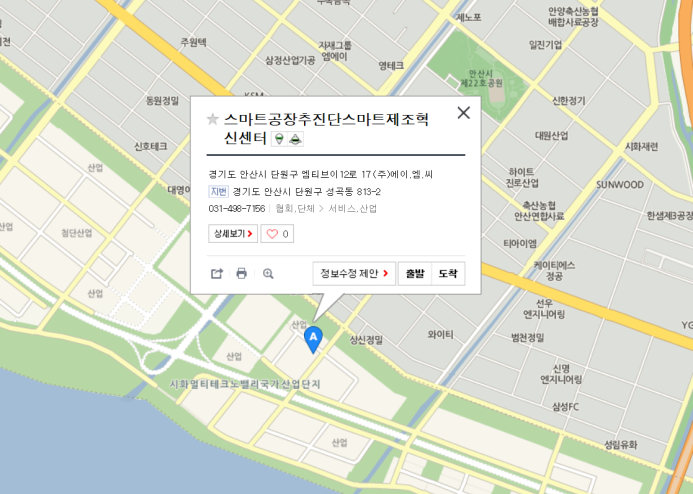 제노포
안양축신농협
배합사료공장
주원텍
자재그룹
엠에이
일진기업
삼정산업기공
영테크
안산시
제22호공원
동원정밀
신한정기
스마트공장추진단스마트제조혁
신센터
대원산업
신호테크
시화재련
산업
경기도 안산시 단원구 엠티브이12로 17 (주)에이.엠.씨
하이트
진로산업
SUNWOOD
대영이
지번 경기도 안산시 단원구 성곡동 813-2
축산농협
안산연합사료
031-498-7156 협회,단체 > 서비스,산업
한샘제3공장
산업
첨단산업
상세보기 > 0
티아이엠
케이티에스
정공
정보수정 제안 > 출발 도착
산업
선우
엔지니어링
산업
A
상신정밀
와이티
범천정밀
YG
산업
신명
엔지니어링
시화멀티테크노밸리국가산업단지
삼성FC
산업
성림유화